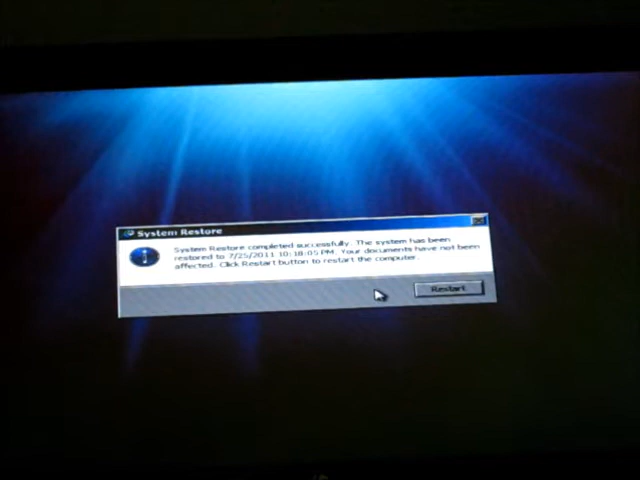 System Restore
System Restore completed successfully. The system has been
restored to 7/25/2011 10:18:05 PM. Your documents have not been
affected. Click Restart button to restart the computer.
Restart